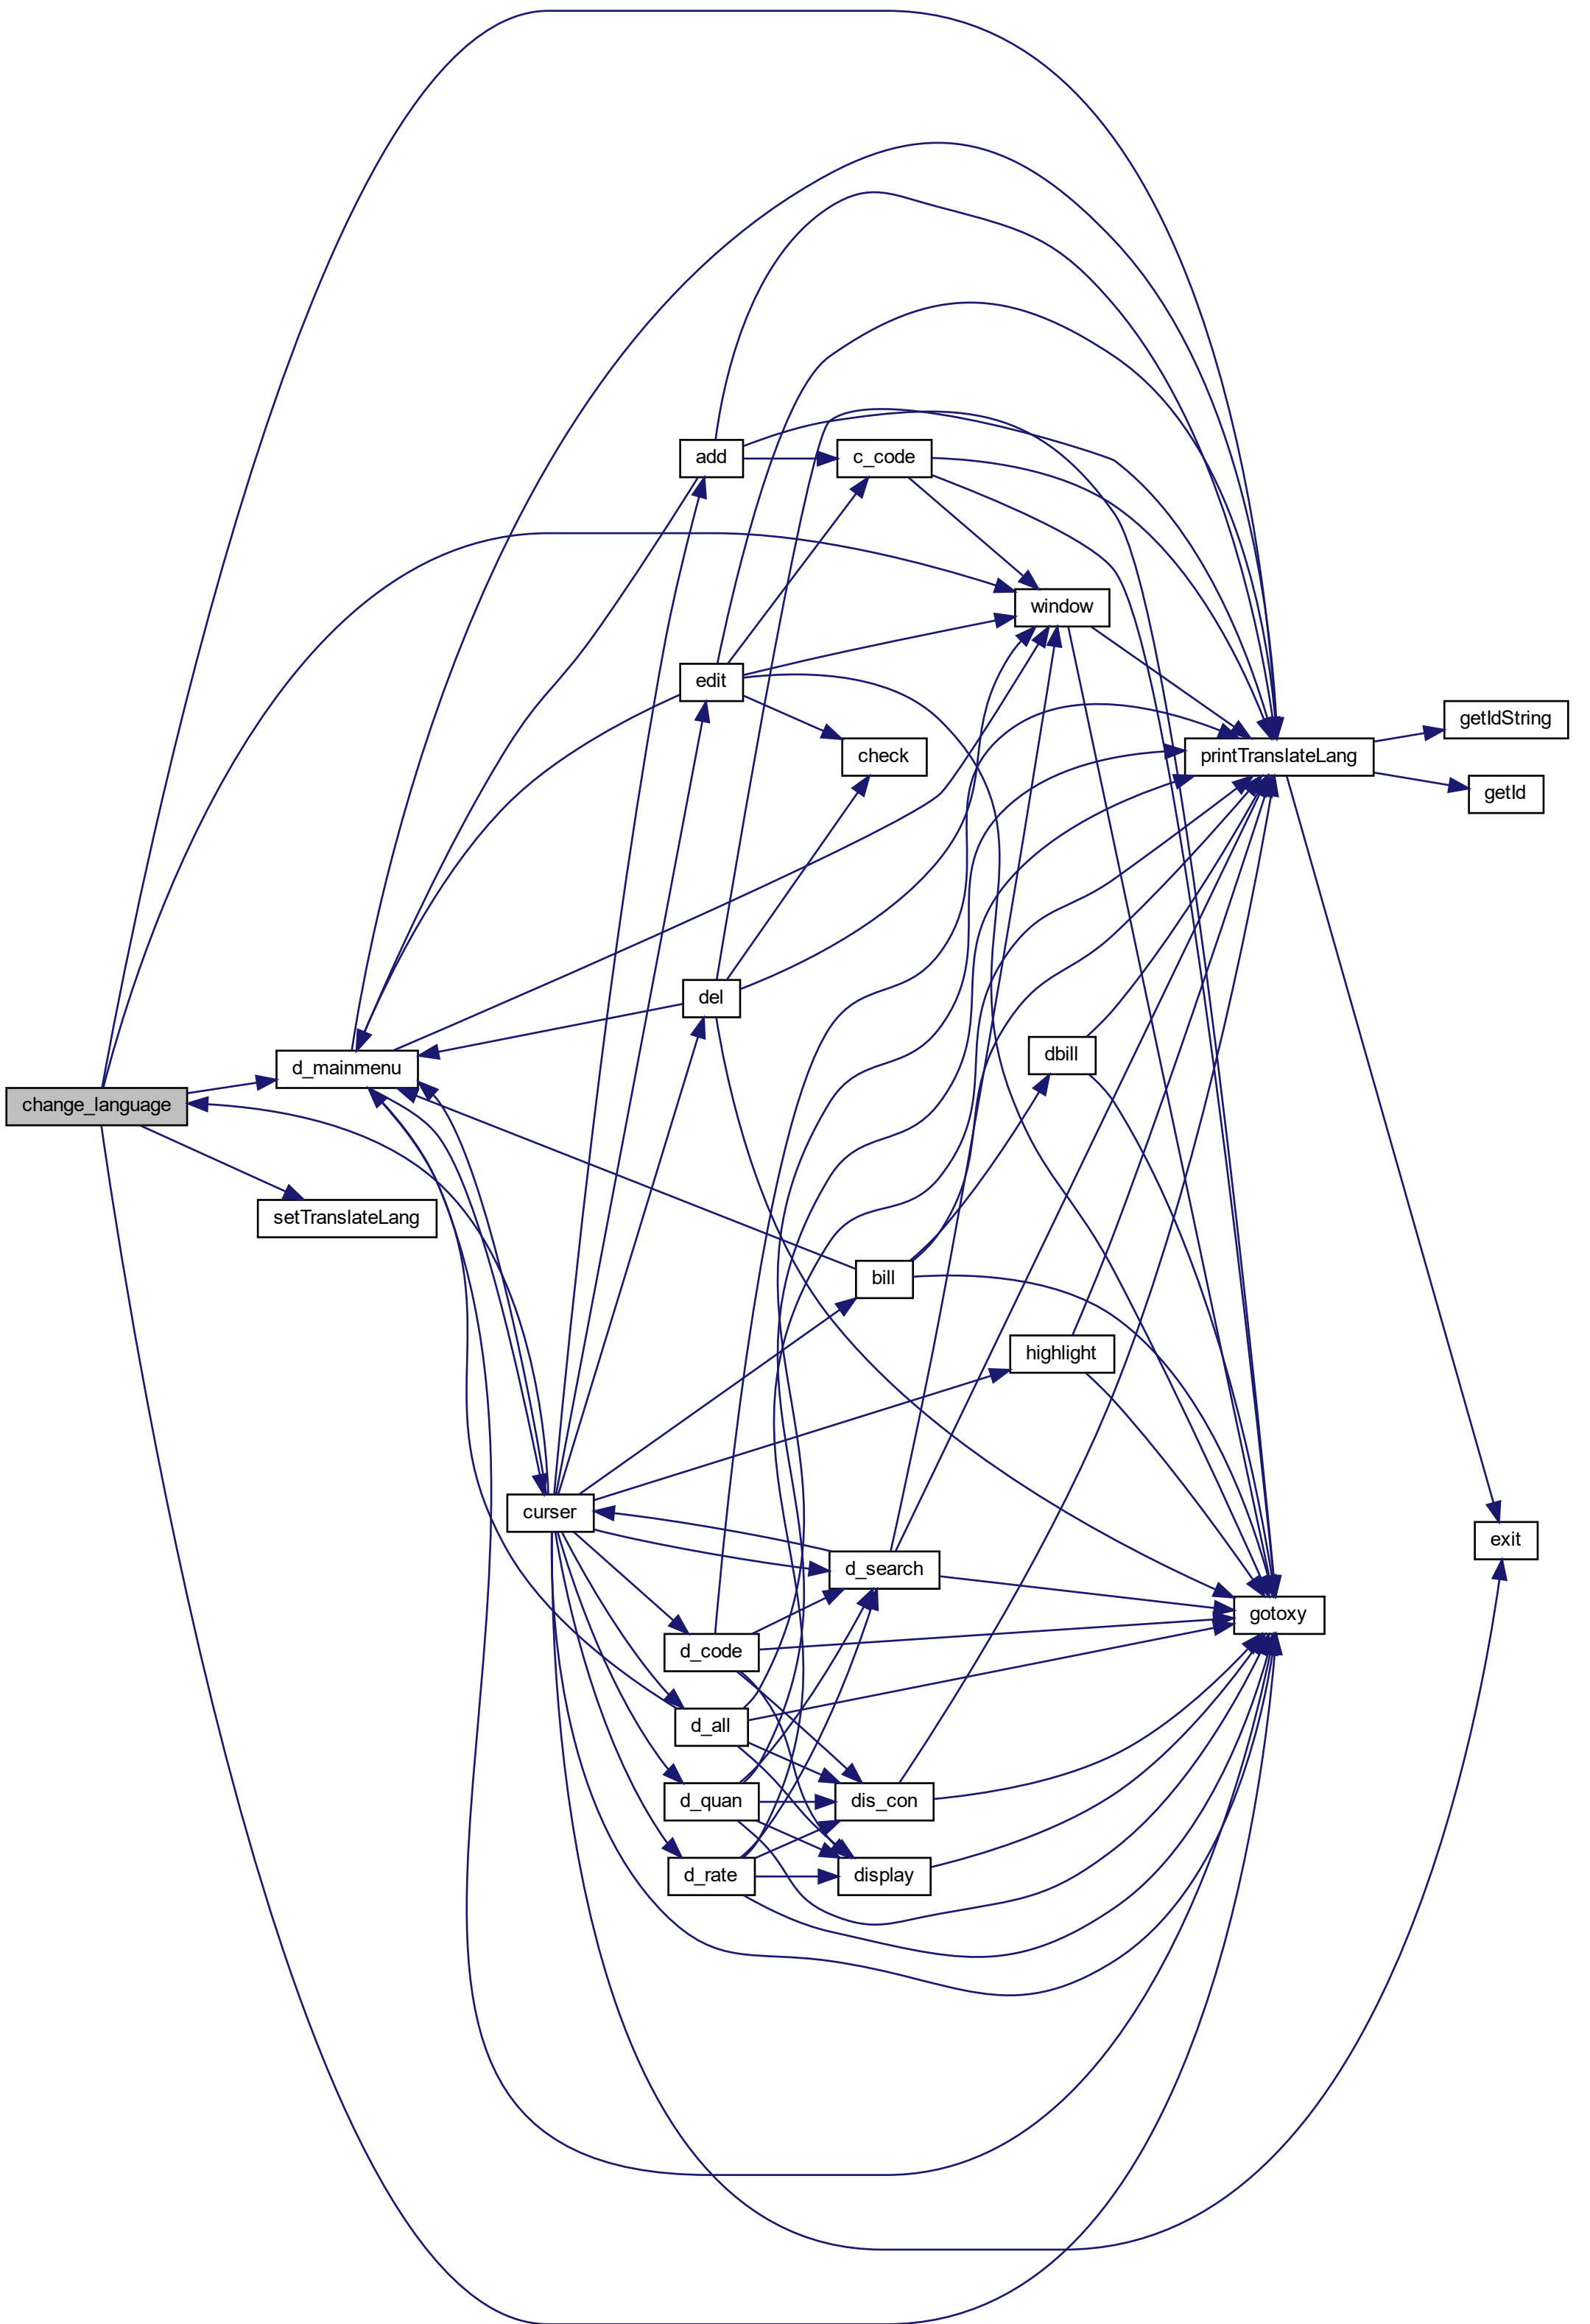 add
c_code
window
edit
getIdString
check
printTranslateLang
getId
del
dbill
d_mainmenu
change_language
setTranslateLang
bill
highlight
curser
exit
d_search
gotoxy
d_code
d_all
d_quan
dis_con
d_rate
display